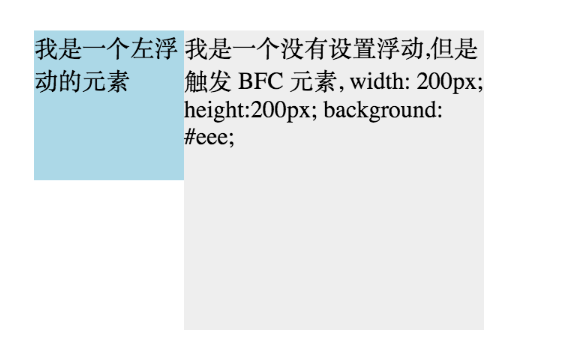 我是一个左浮
动的元素
我是一个没有设置浮动,但是
触发 BFC 元素, width: 200px;
height:200px; background:
#eee;